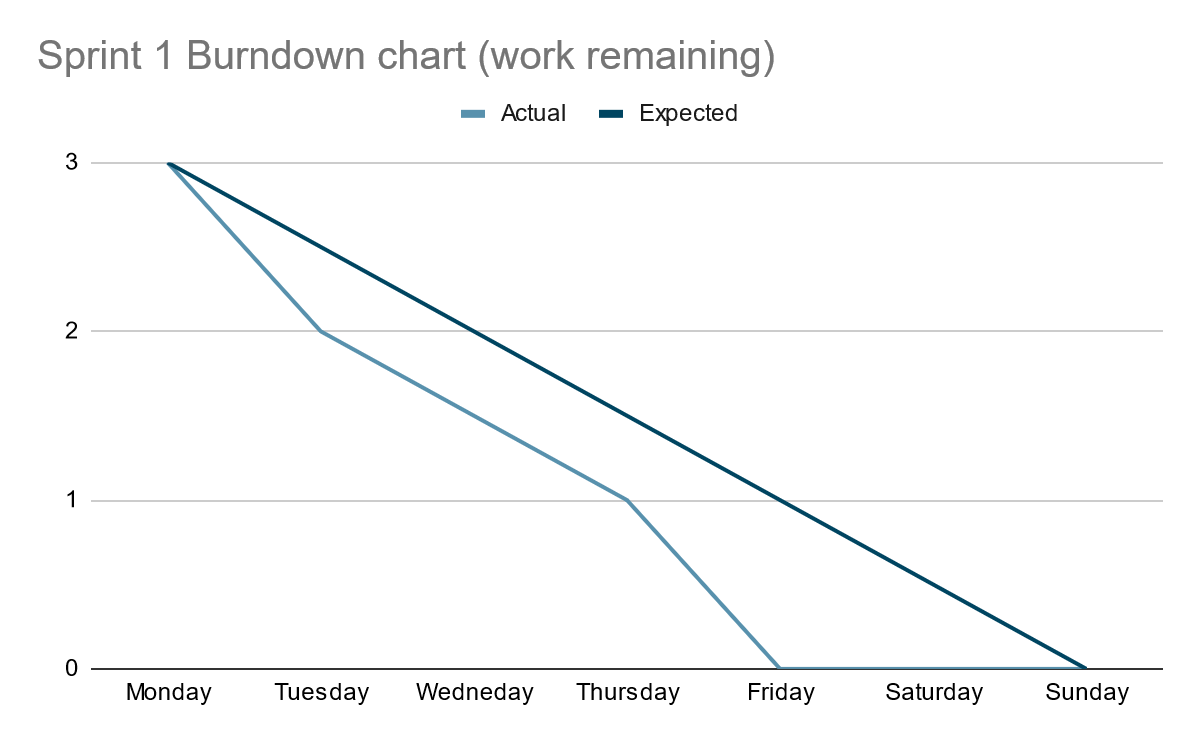 Sprint 1 Burndown chart (work remaining)
Actual Expected
3
2
1
0
Monday Tuesday Wedneday Thursday Friday Saturday Sunday